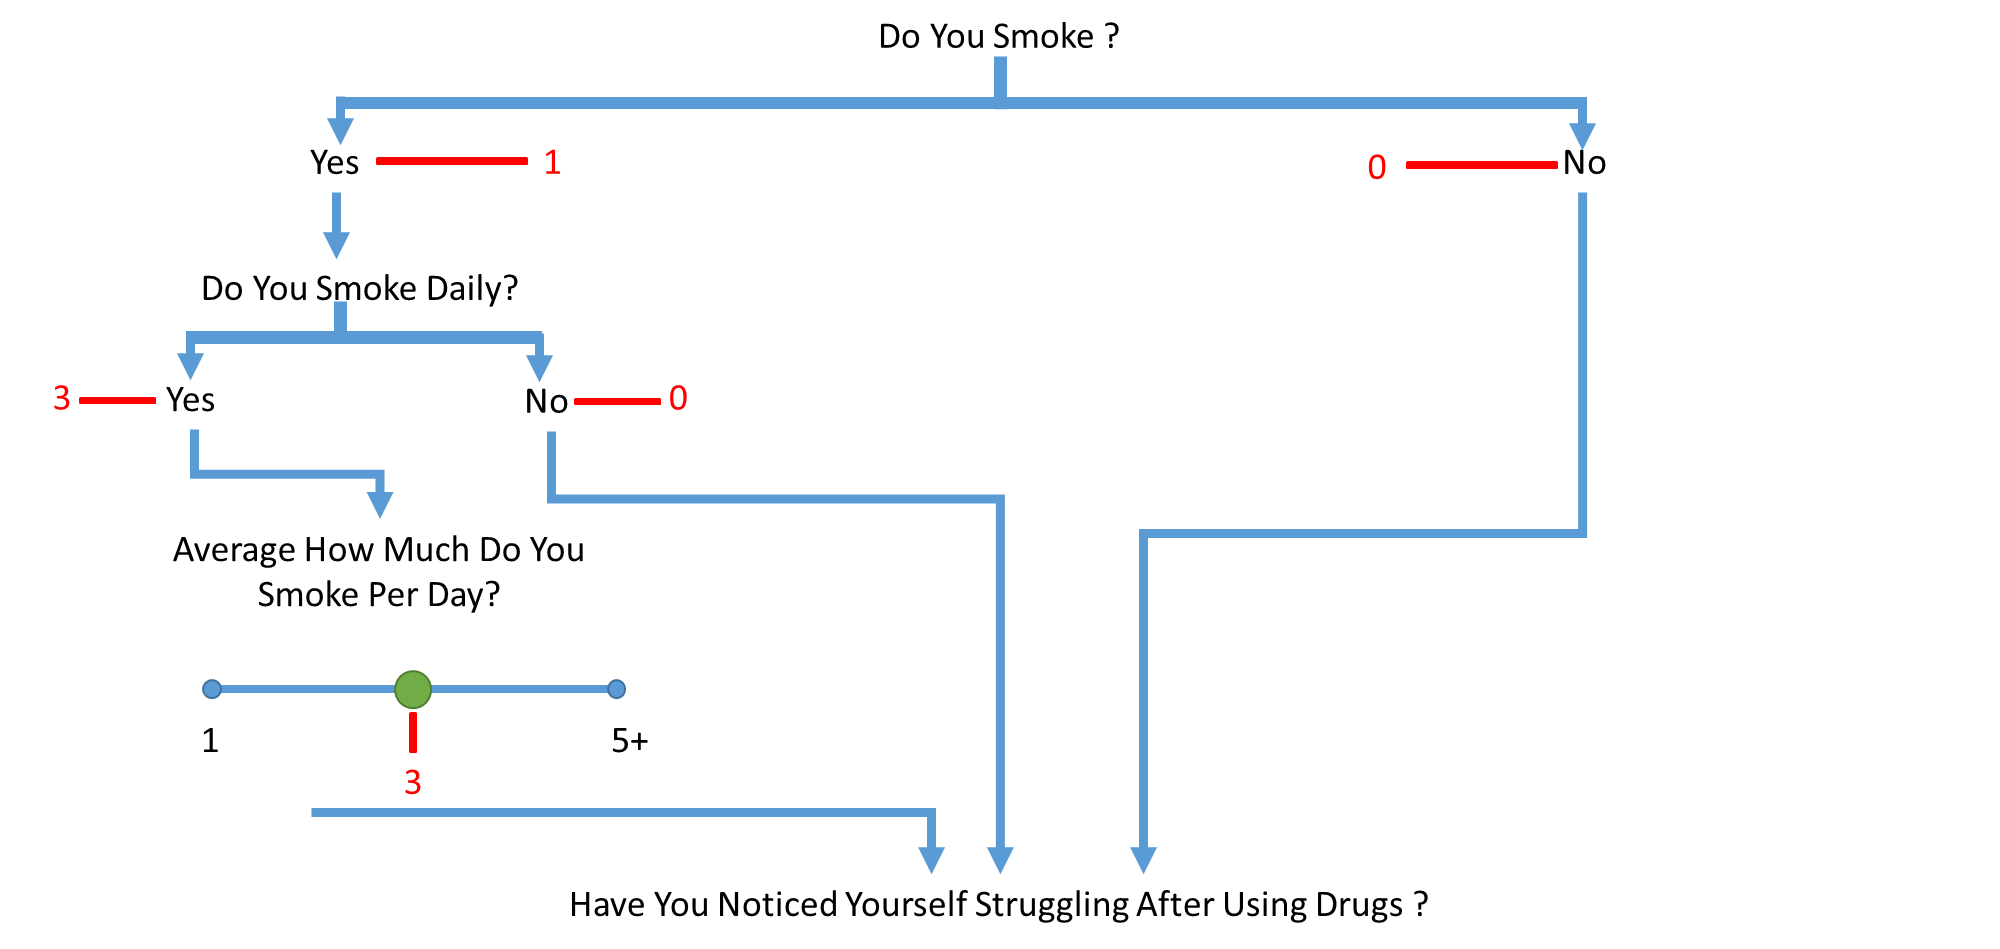 Do You Smoke ?
Yes 1
0 No
Do You Smoke Daily?
3 Yes
No 0
Average How Much Do You
Smoke Per Day?
1
5+
3
Have You Noticed Yourself Struggling After Using Drugs ?